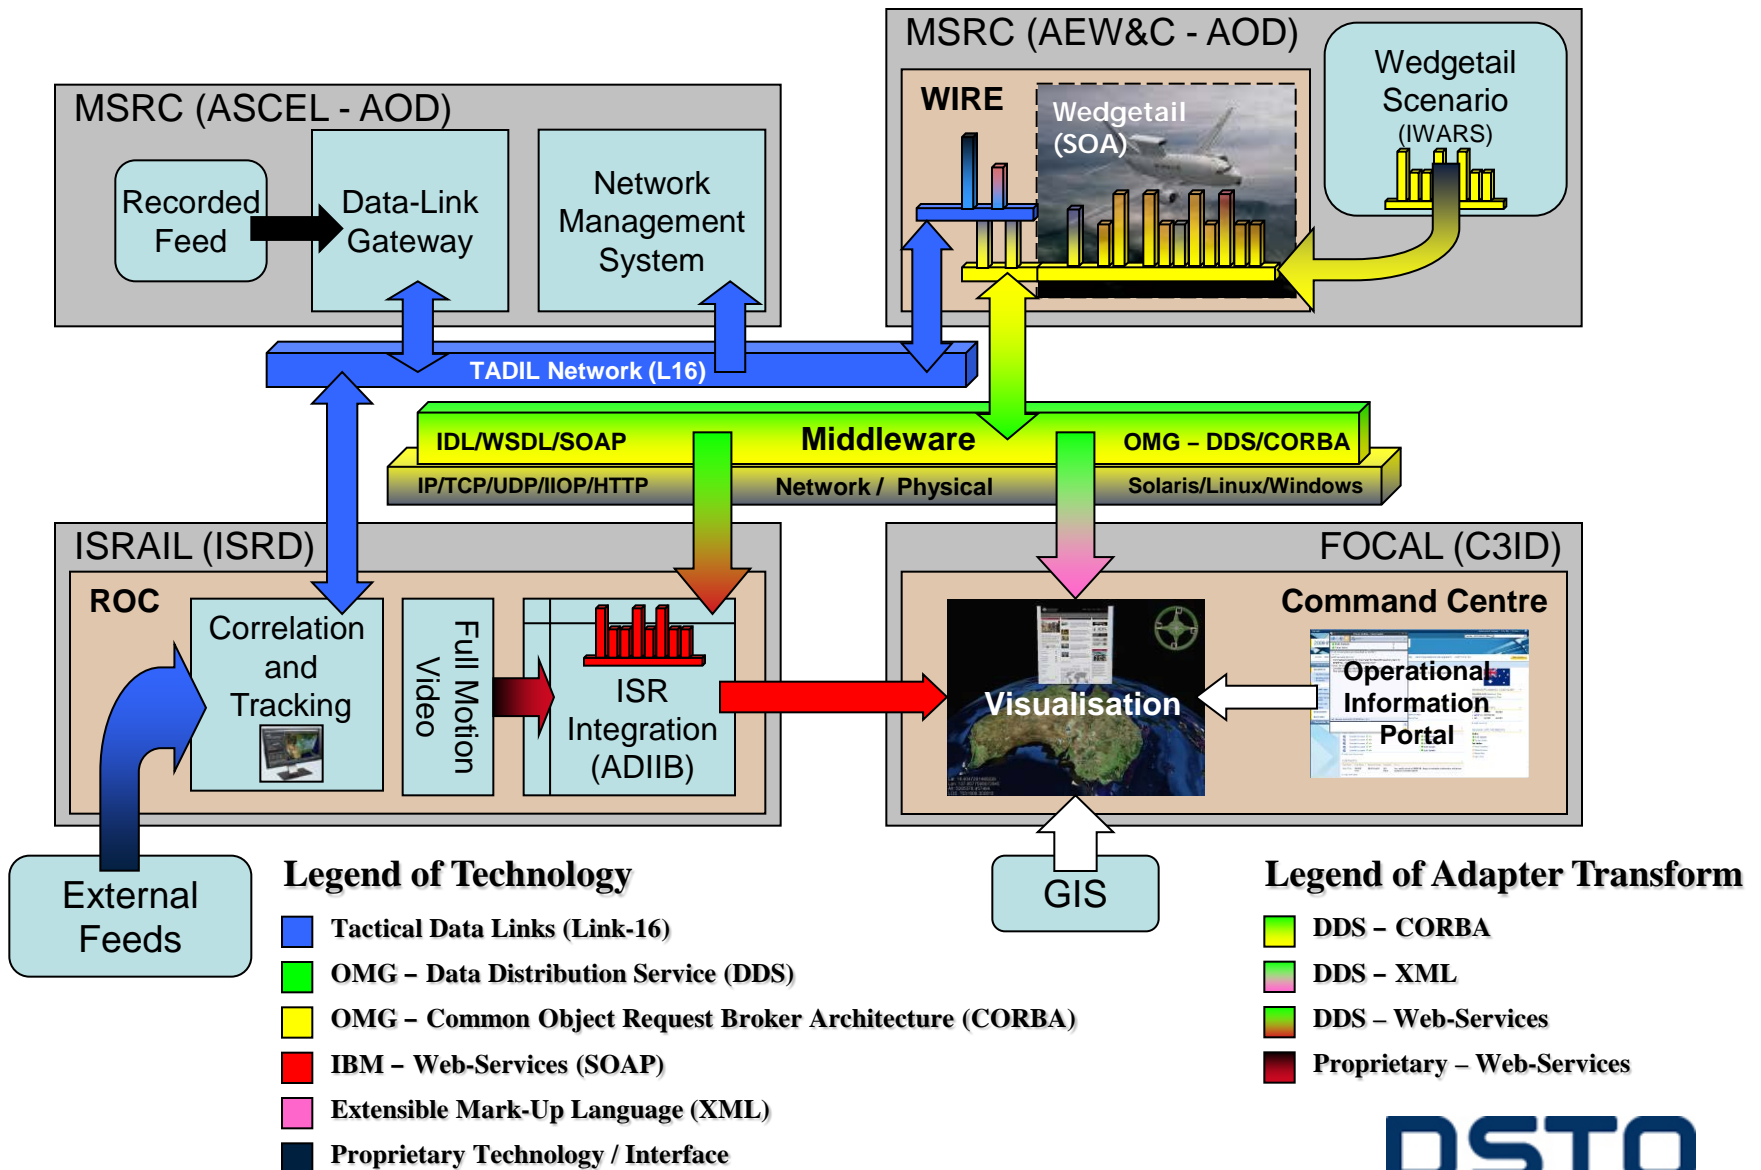 MSRC (ASCEL - AOD)
Recorded
Feed
Data-Link
Gateway
Network
Management
System
MSRC (AEW&C - AOD)
WIRE
Wedgetail
(SOA)
Wedgetail
Scenario
(IWARS)
TADIL Network (L16)
IDL/WSDL/SOAP
Middleware
OMG – DDS/CORBA
IP/TCP/UDP/IIOP/HTTP
Network / Physical
Solaris/Linux/Windows
ISRAIL (ISRD)
ROC
Correlation
and
Tracking
Full Motion
Video
ISR
Integration
(ADIIB)
FOCAL (C3ID)
Command Centre
Visualisation
Operational
Information
Portal
External
Feeds
GIS
Legend of Technology
Tactical Data Links (Link-16)
OMG – Data Distribution Service (DDS)
OMG – Common Object Request Broker Architecture (CORBA)
IBM – Web-Services (SOAP)
Extensible Mark-Up Language (XML)
Proprietary Technology / Interface
Legend of Adapter Transform
DDS – CORBA
DDS – XML
DDS – Web-Services
Proprietary – Web-Services
DSTO